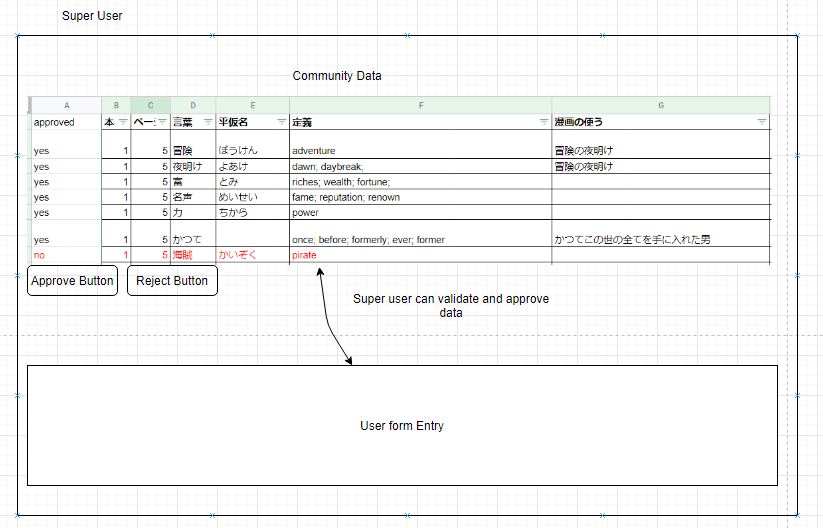 Super User
Community Data
A B C D E F G
approved 本 ペー 言葉 平仮名 定義 漫画の使う
yes 1 5 冒険 ぼうけん adventure 冒険の夜明け
yes 1 5 夜明け よあけ dawn; daybreak; 冒険の夜明け
yes 1 5 富 とみ riches; wealth; fortune;
yes 1 5 名声 めいせい fame; reputation; renown
yes 1 5 力 ちから power
yes 1 5 かつて once; before; formerly; ever; former かつてこの世の全てを手に入れた男
no 1 5 海賊 かいぞく pirate
Approve Button Reject Button
Super user can validate and approve
data
User form Entry